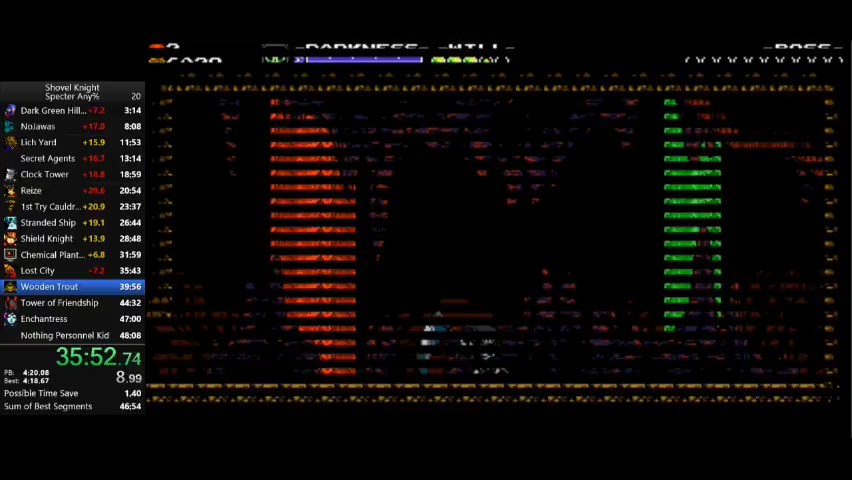 DARKNESS WILL BOSS
Shovel Knight
Specter Any% 20
Dark Green Hill... +7.2 3:14
NoJawas +17.0 8:08
Lich Yard +15.9 11:53
Secret Agents +16.7 13:14
Clock Tower +18.8 18:59
Reize +29.6 20:54
1st Try Cauldr... +20.9 23:37
Stranded Ship +19.1 26:44
Shield Knight +13.9 28:48
Chemical Plant... +6.8 31:59
Lost City -7.2 35:43
Wooden Trout 39:56
Tower of Friendship 44:32
Enchantress 47:00
Nothing Personnel Kid 48:08
35:52.74
PB: 4:20.08
Best: 4:18.67
8.99
Possible Time Save 1.40
Sum of Best Segments 46:54